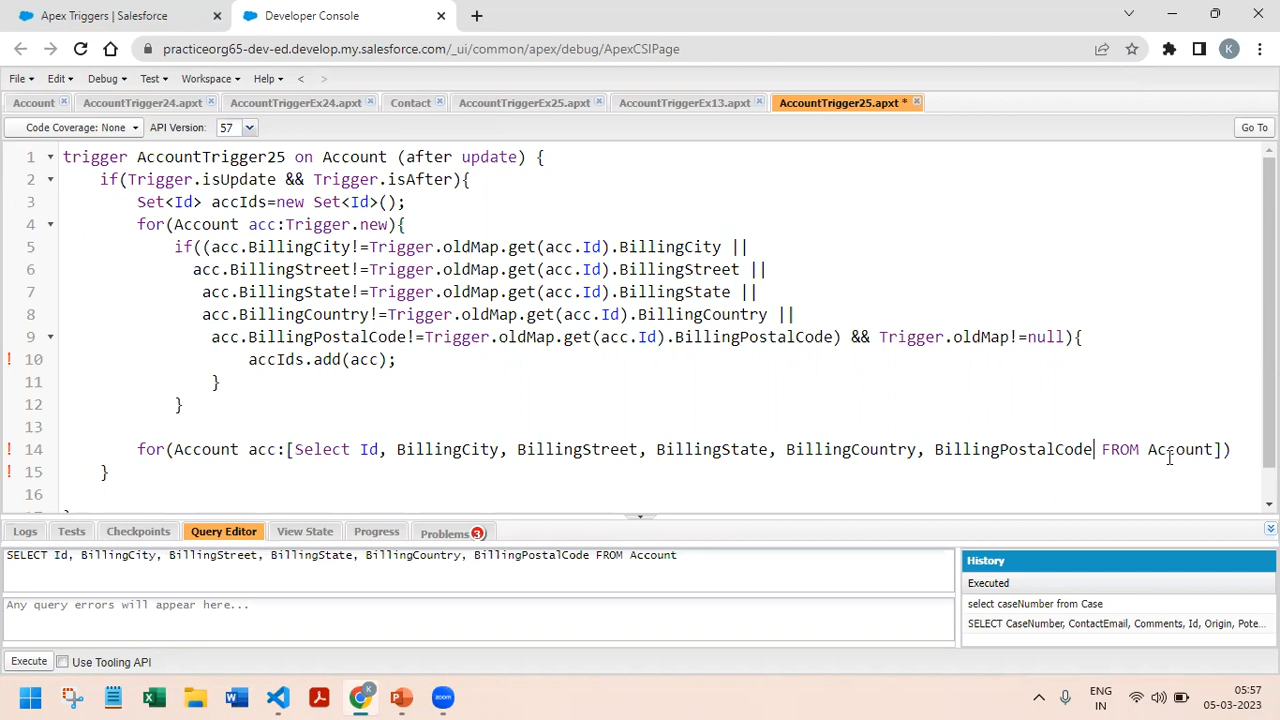 Apex Triggers | Salesforce
Developer Console
practiceorg65-dev-ed.develop.my.salesforce.com/_ui/common/apex/debug/ApexCSIPage
K
File Edit Debug Test Workspace Help < >
Account AccountTrigger24.apxt AccountTriggerEx24.apxt Contact AccountTriggerEx25.apxt AccountTriggerEx13.apxt AccountTrigger25.apxt *
Code Coverage: None API Version: 57 Go To
1 trigger AccountTrigger25 on Account (after update) {
2 if(Trigger.isUpdate && Trigger.isAfter){
3 Set<Id> accIds=new Set<Id>();
4 for(Account acc:Trigger.new){
5 if((acc.BillingCity!=Trigger.oldMap.get(acc.Id).BillingCity ||
6 acc.BillingStreet!=Trigger.oldMap.get(acc.Id).BillingStreet ||
7 acc.BillingState!=Trigger.oldMap.get(acc.Id).BillingState ||
8 acc.BillingCountry!=Trigger.oldMap.get(acc.Id).BillingCountry ||
9 acc.BillingPostalCode!=Trigger.oldMap.get(acc.Id).BillingPostalCode) && Trigger.oldMap!=null){
! 10 accIds.add(acc);
11 }
12 }
13
! 14 for(Account acc:[Select Id, BillingCity, BillingStreet, BillingState, BillingCountry, BillingPostalCode FROM Account])
! 15 }
16
Logs Tests Checkpoints Query Editor View State Progress Problems 3
SELECT Id, BillingCity, BillingStreet, BillingState, BillingCountry, BillingPostalCode FROM Account
Any query errors will appear here...
History
Executed
select caseNumber from Case
SELECT CaseNumber, ContactEmail, Comments, Id, Origin, Pote...
Execute Use Tooling API
K
zoom
ENG
IN
05:57
05-03-2023